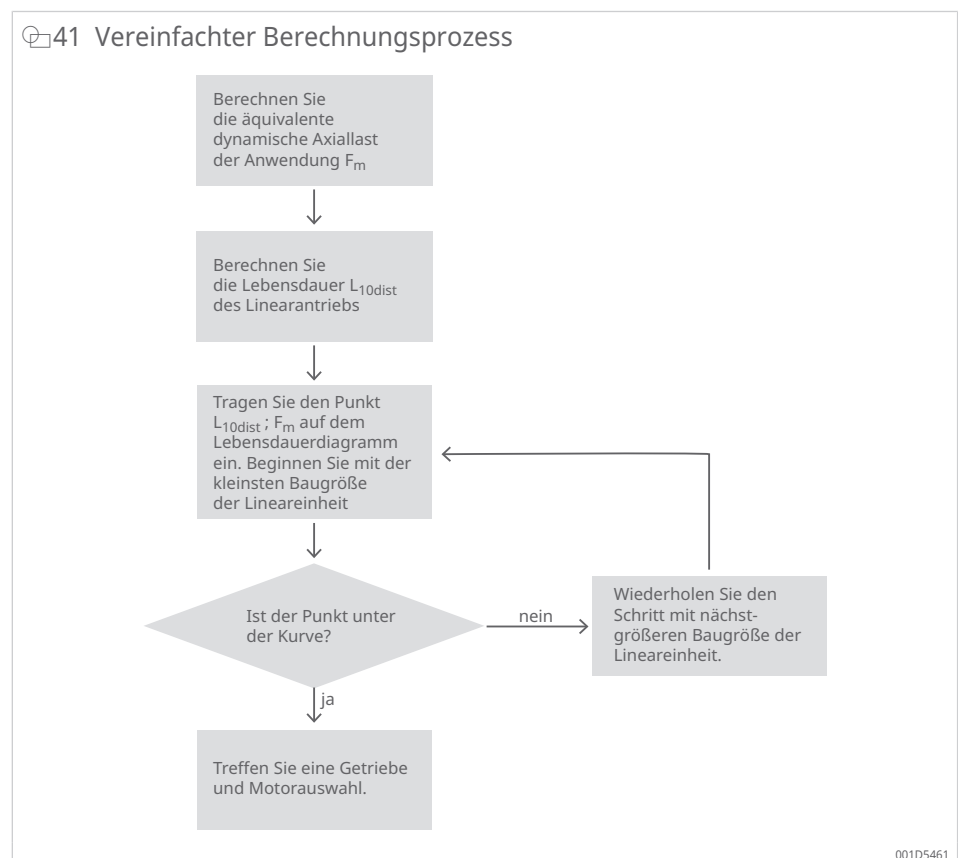 41 Vereinfachter Berechnungsprozess
Berechnen Sie
die äquivalente
dynamische Axiallast
der Anwendung Fm
Berechnen Sie
die Lebensdauer L10dist
des Linearantriebs
Tragen Sie den Punkt
L10dist ; Fm auf dem
Lebensdauerdiagramm
ein. Beginnen Sie mit der
kleinsten Baugröße
der Lineareinheit
Ist der Punkt unter
der Kurve?
nein
Wiederholen Sie den
Schritt mit nächst-
größeren Baugröße der
Lineareinheit.
ja
Treffen Sie eine Getriebe
und Motorauswahl.
001D5461